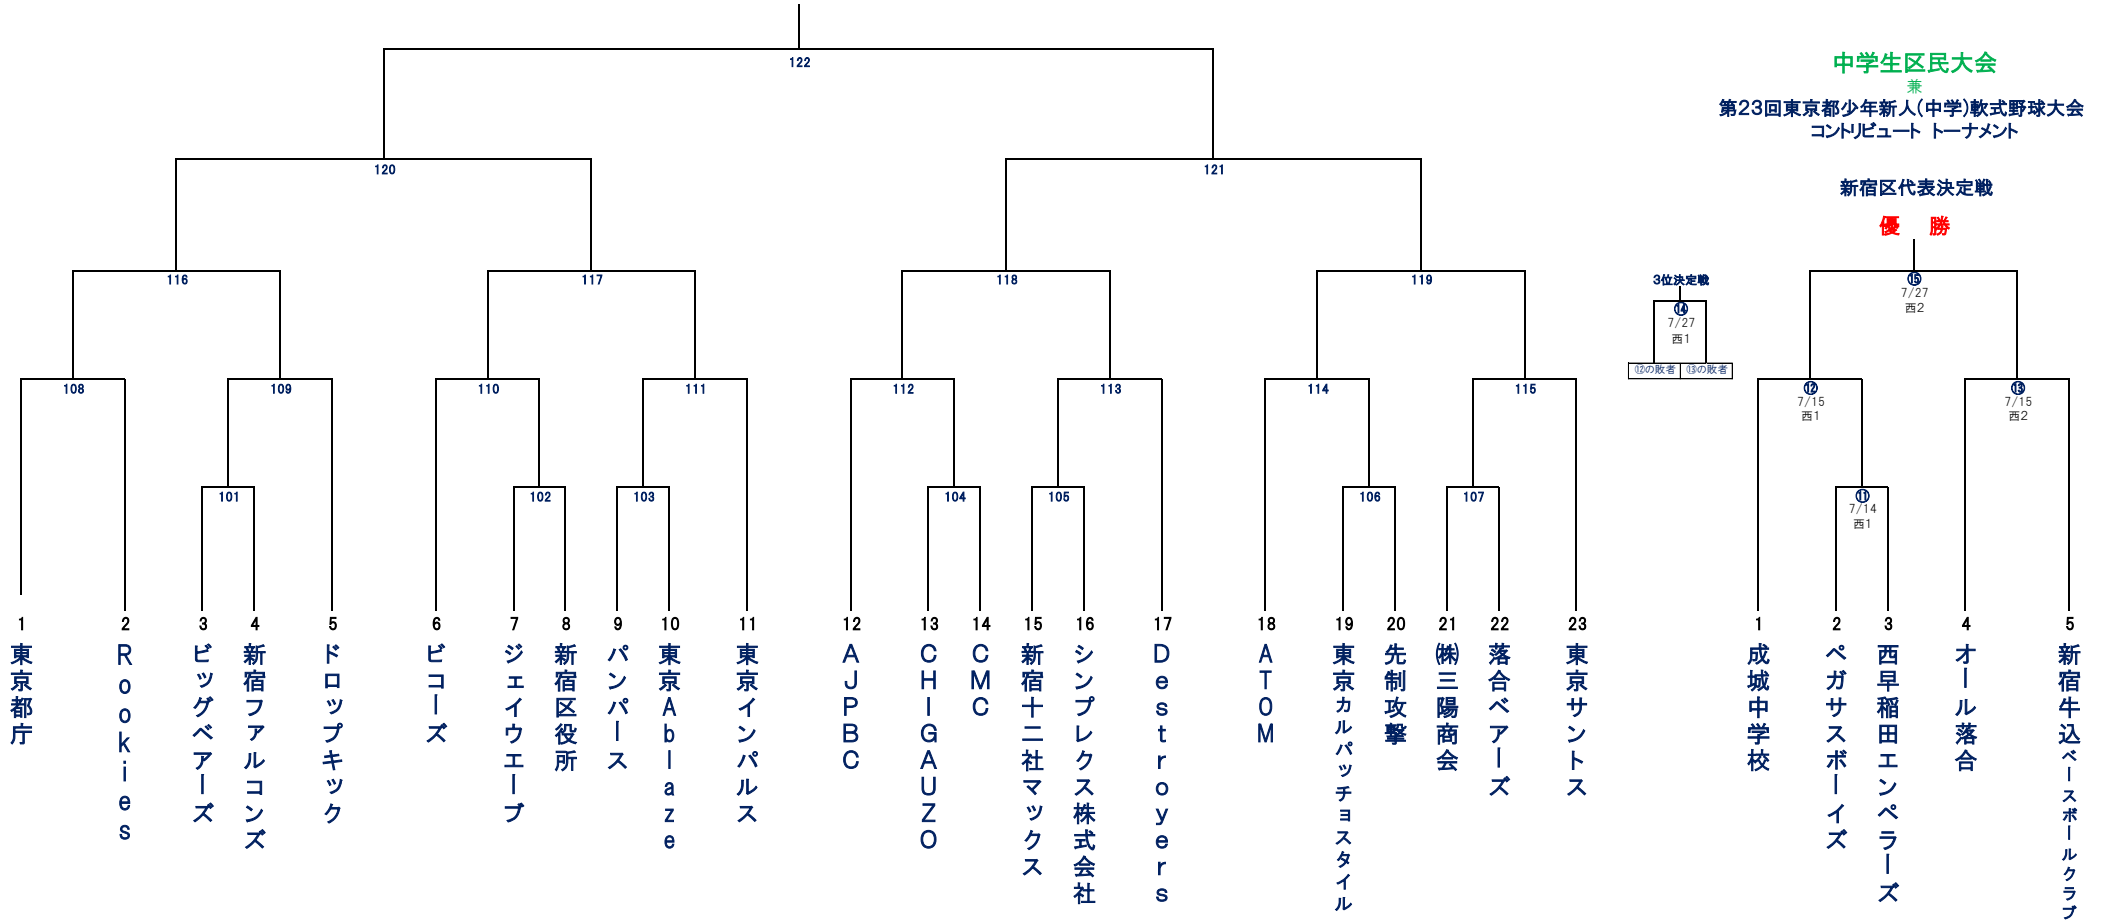 122
120
121
116
117
118
119
108
109
110
111
112
113
114
115
101
102
103
104
105
106
107
1
東京都庁
2
Rookies
3
ビッグベアーズ
4
新宿ファルコンズ
5
ドロップキック
6
ビコーズ
7
ジェイウエーブ
8
新宿区役所
9
パンパース
10
東京Ablaze
11
東京インパルス
12
AJPBC
13
CHIGAUZO
14
CMC
15
新宿十二社マックス
16
シンプレクス株式会社
17
Destroyers
18
ATOM
19
東京カルパッチョスタイル
20
先制攻撃
21
㈱三陽商会
22
落合ベアーズ
23
東京サントス
中学生区民大会
兼
第23回東京都少年新人(中学)軟式野球大会
コントリビュート トーナメント
新宿区代表決定戦
優 勝
⑮
7/27
西2
3位決定戦
⑭
7/27
西1
⑫の敗者 ⑬の敗者
⑫
7/15
西1
⑬
7/15
西2
⑪
7/14
西1
1
成城中学校
2
ペガサスボーイズ
3
西早稲田エンペラーズ
4
オール落合
5
新宿牛込ベースボールクラブ